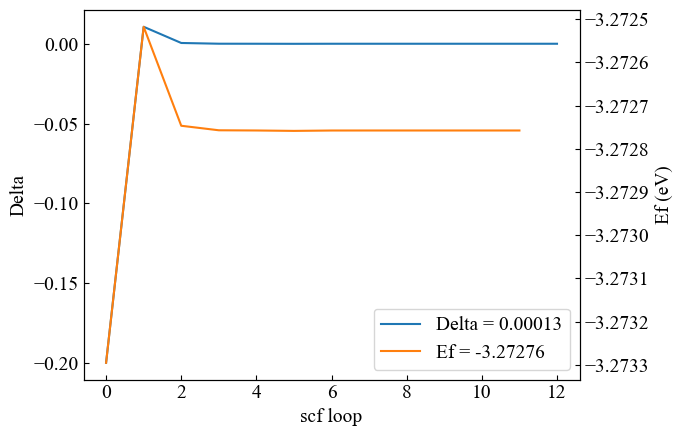 0.00
−0.05
−0.10
−0.15
−0.20
Delta
−3.2725
−3.2726
−3.2727
−3.2728
−3.2729
−3.2730
−3.2731
−3.2732
−3.2733
Ef (eV)
Delta = 0.00013
Ef = -3.27276
0 2 4 6 8 10 12
scf loop